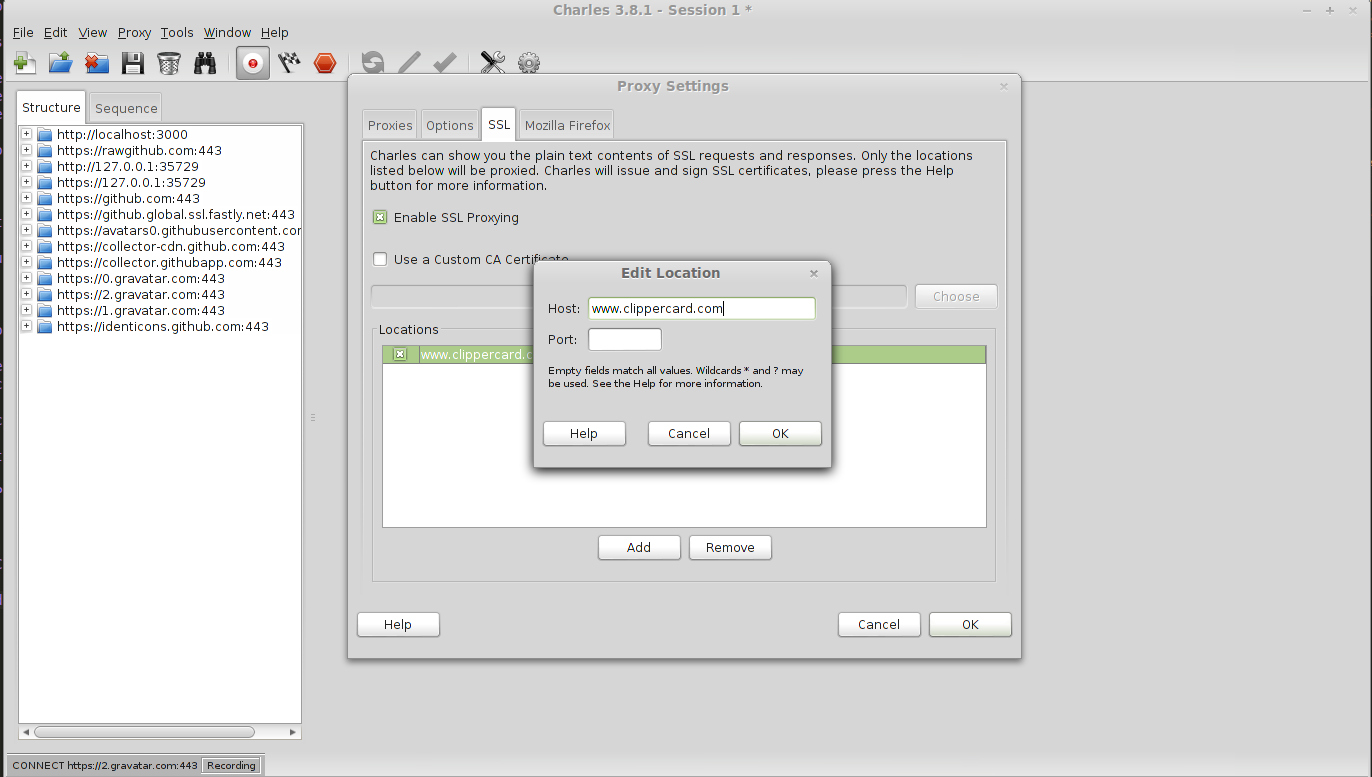 Charles 3.8.1 - Session 1 *
File Edit View Proxy Tools Window Help
Structure Sequence
http://localhost:3000
https://rawgithub.com:443
http://127.0.0.1:35729
https://127.0.0.1:35729
https://github.com:443
https://github.global.ssl.fastly.net:443
https://avatars0.githubusercontent.cor
https://collector-cdn.github.com:443
https://collector.githubapp.com:443
https://0.gravatar.com:443
https://2.gravatar.com:443
https://1.gravatar.com:443
https://identicons.github.com:443
CONNECT https://2.gravatar.com:443 Recording
Proxy Settings
Proxies Options SSL Mozilla Firefox
Charles can show you the plain text contents of SSL requests and responses. Only the locations
listed below will be proxied. Charles will issue and sign SSL certificates, please press the Help
button for more information.
Enable SSL Proxying
Use a Custom CA Certificate
Choose
Locations
www.clippercard.c
Add Remove
Help Cancel OK
Edit Location
Host: www.clippercard.com
Port:
Empty fields match all values. Wildcards * and ? may
be used. See the Help for more information.
Help Cancel OK